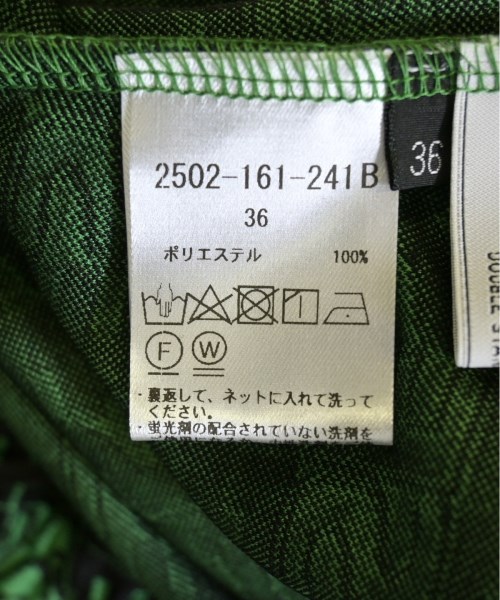 2502-161-241B
36
36
ポリエステル 100%
F W
・裏返して、ネットに入れて洗って
ください。
・蛍光剤の配合されていない洗剤を
DOUBLE STA